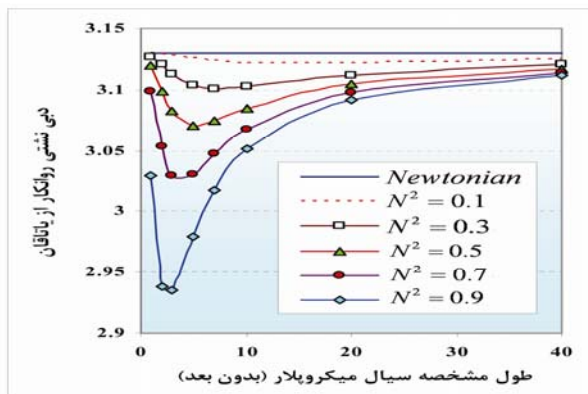 3.15
3.1
3.05
3
2.95
2.9
دبی نشتی روانکار از یاتاقان
Newtonian
N² = 0.1
N² = 0.3
N² = 0.5
N² = 0.7
N² = 0.9
0 10 20 30 40
طول مشخصه سیال میکروپلار (بدون بعد)